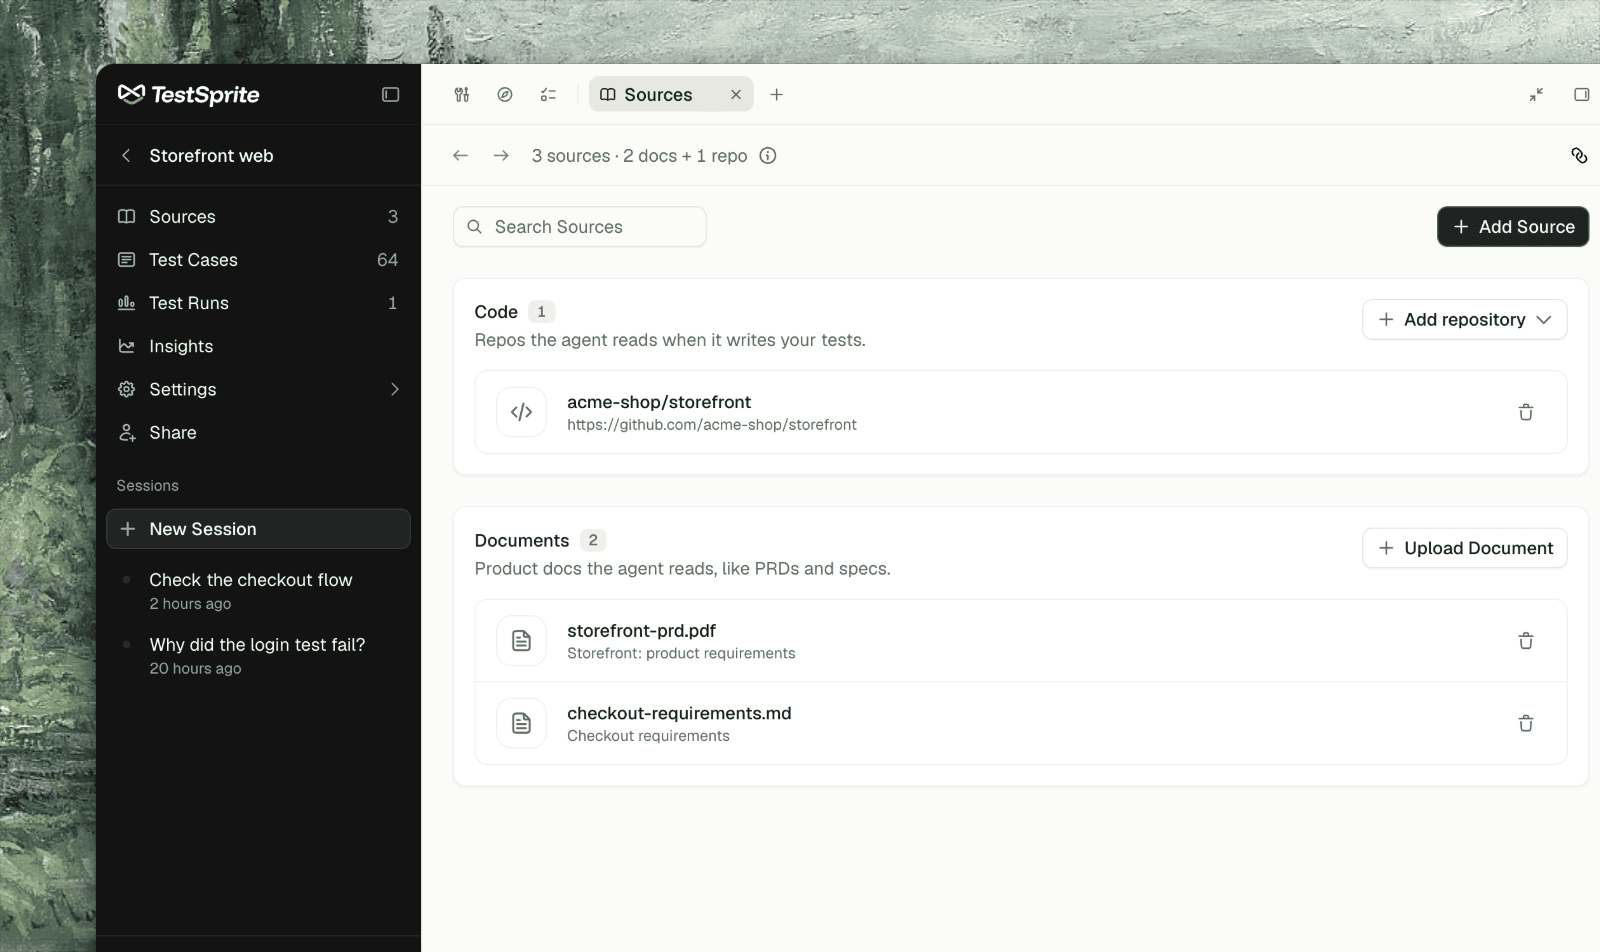 TestSprite
Sources
Storefront web
3 sources · 2 docs + 1 repo
Sources 3
Test Cases 64
Test Runs 1
Insights
Settings
Share
Sessions
New Session
Check the checkout flow
2 hours ago
Why did the login test fail?
20 hours ago
Search Sources
Add Source
Code 1
Repos the agent reads when it writes your tests.
Add repository
acme-shop/storefront
https://github.com/acme-shop/storefront
Documents 2
Product docs the agent reads, like PRDs and specs.
Upload Document
storefront-prd.pdf
Storefront: product requirements
checkout-requirements.md
Checkout requirements